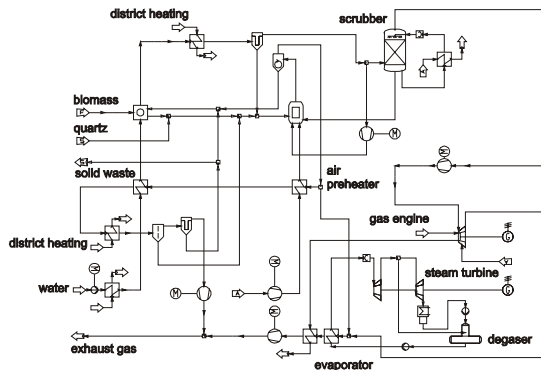 district heating
scrubber
biomass
quartz
solid waste
air
preheater
gas engine
district heating
steam turbine
water
degaser
exhaust gas
evaporator
M
M
A
G
G